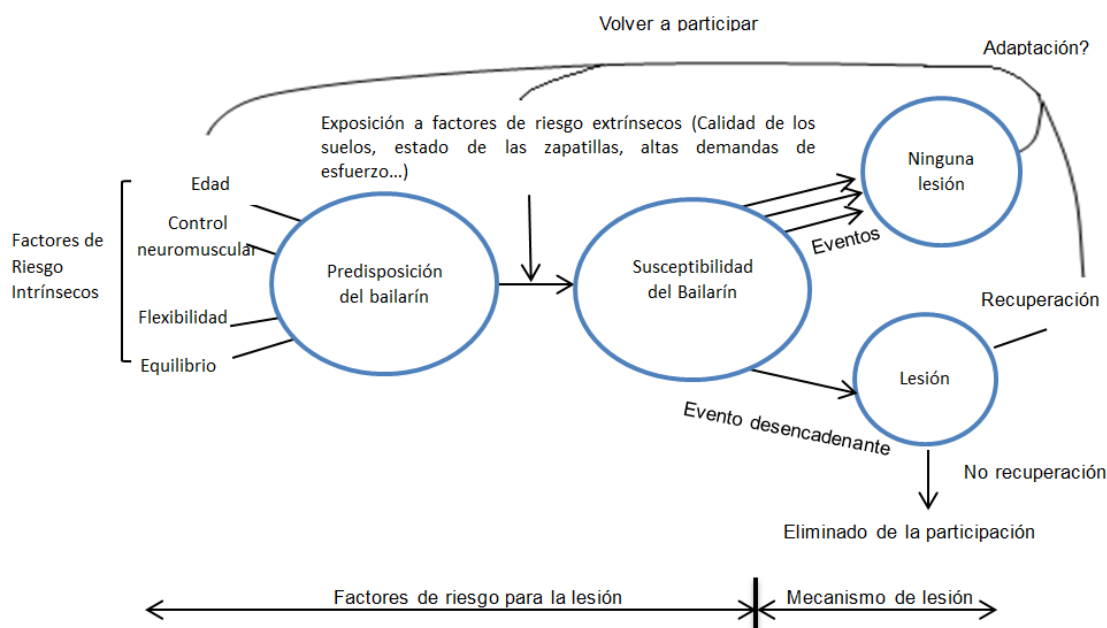 Volver a participar
Adaptación?
Exposición a factores de riesgo extrínsecos (Calidad de los
suelos, estado de las zapatillas, altas demandas de
esfuerzo...)
Factores de
Riesgo
Intrínsecos
Edad
Control
neuromuscular
Flexibilidad
Equilibrio
Predisposición
del bailarín
Susceptibilidad
del Bailarín
Eventos
Ninguna
lesión
Evento desencadenante
Lesión
Recuperación
No recuperación
Eliminado de la participación
Factores de riesgo para la lesión
Mecanismo de lesión